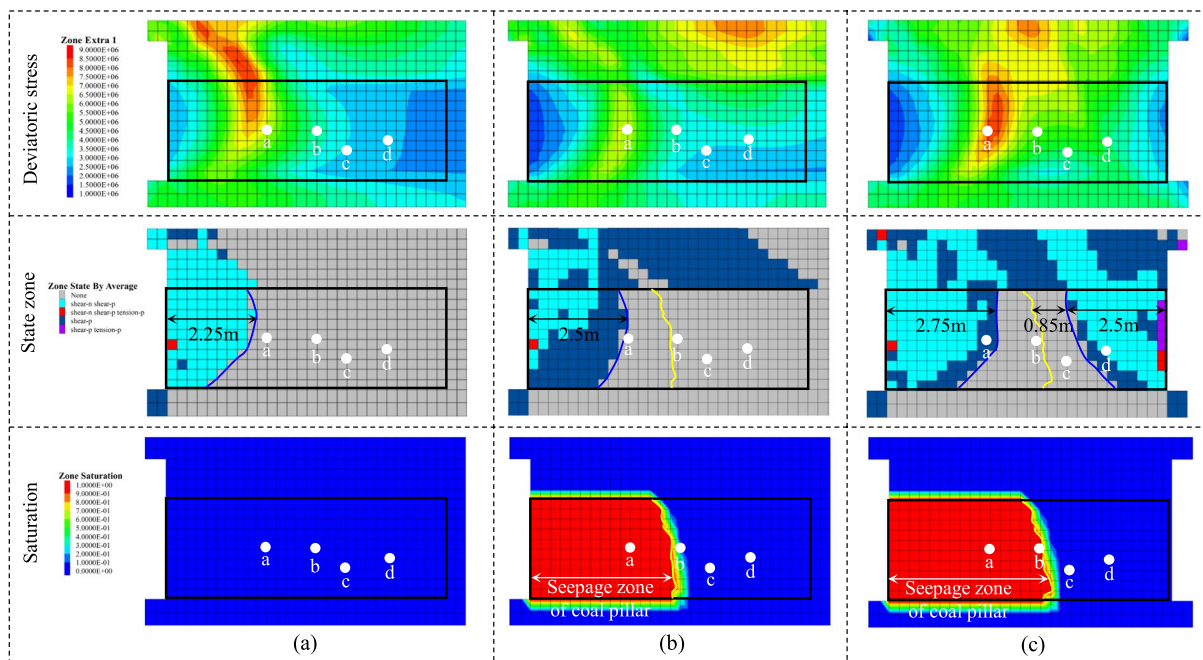 Deviatoric stress
Zone Extra 1
9.0000E+06
8.5000E+06
8.0000E+06
7.5000E+06
7.0000E+06
6.5000E+06
6.0000E+06
5.5000E+06
5.0000E+06
4.5000E+06
4.0000E+06
3.5000E+06
3.0000E+06
2.5000E+06
2.0000E+06
1.5000E+06
1.0000E+06
a
b
c
d
a
b
c
d
a
b
c
d
State zone
Zone State By Average
None
shear-n shear-p
shear-n shear-p tension-p
shear-p
shear-p tension-p
2.25m
a
b
c
d
2.5m
a
b
c
d
2.75m
0.85m
2.5m
a
b
c
d
Saturation
Zone Saturation
1.0000E+00
9.0000E-01
8.0000E-01
7.0000E-01
6.0000E-01
5.0000E-01
4.0000E-01
3.0000E-01
2.0000E-01
1.0000E-01
0.0000E+00
a
b
c
d
a
b
c
d
Seepage zone
of coal pillar
a
b
c
d
Seepage zone
of coal pillar
(a)
(b)
(c)